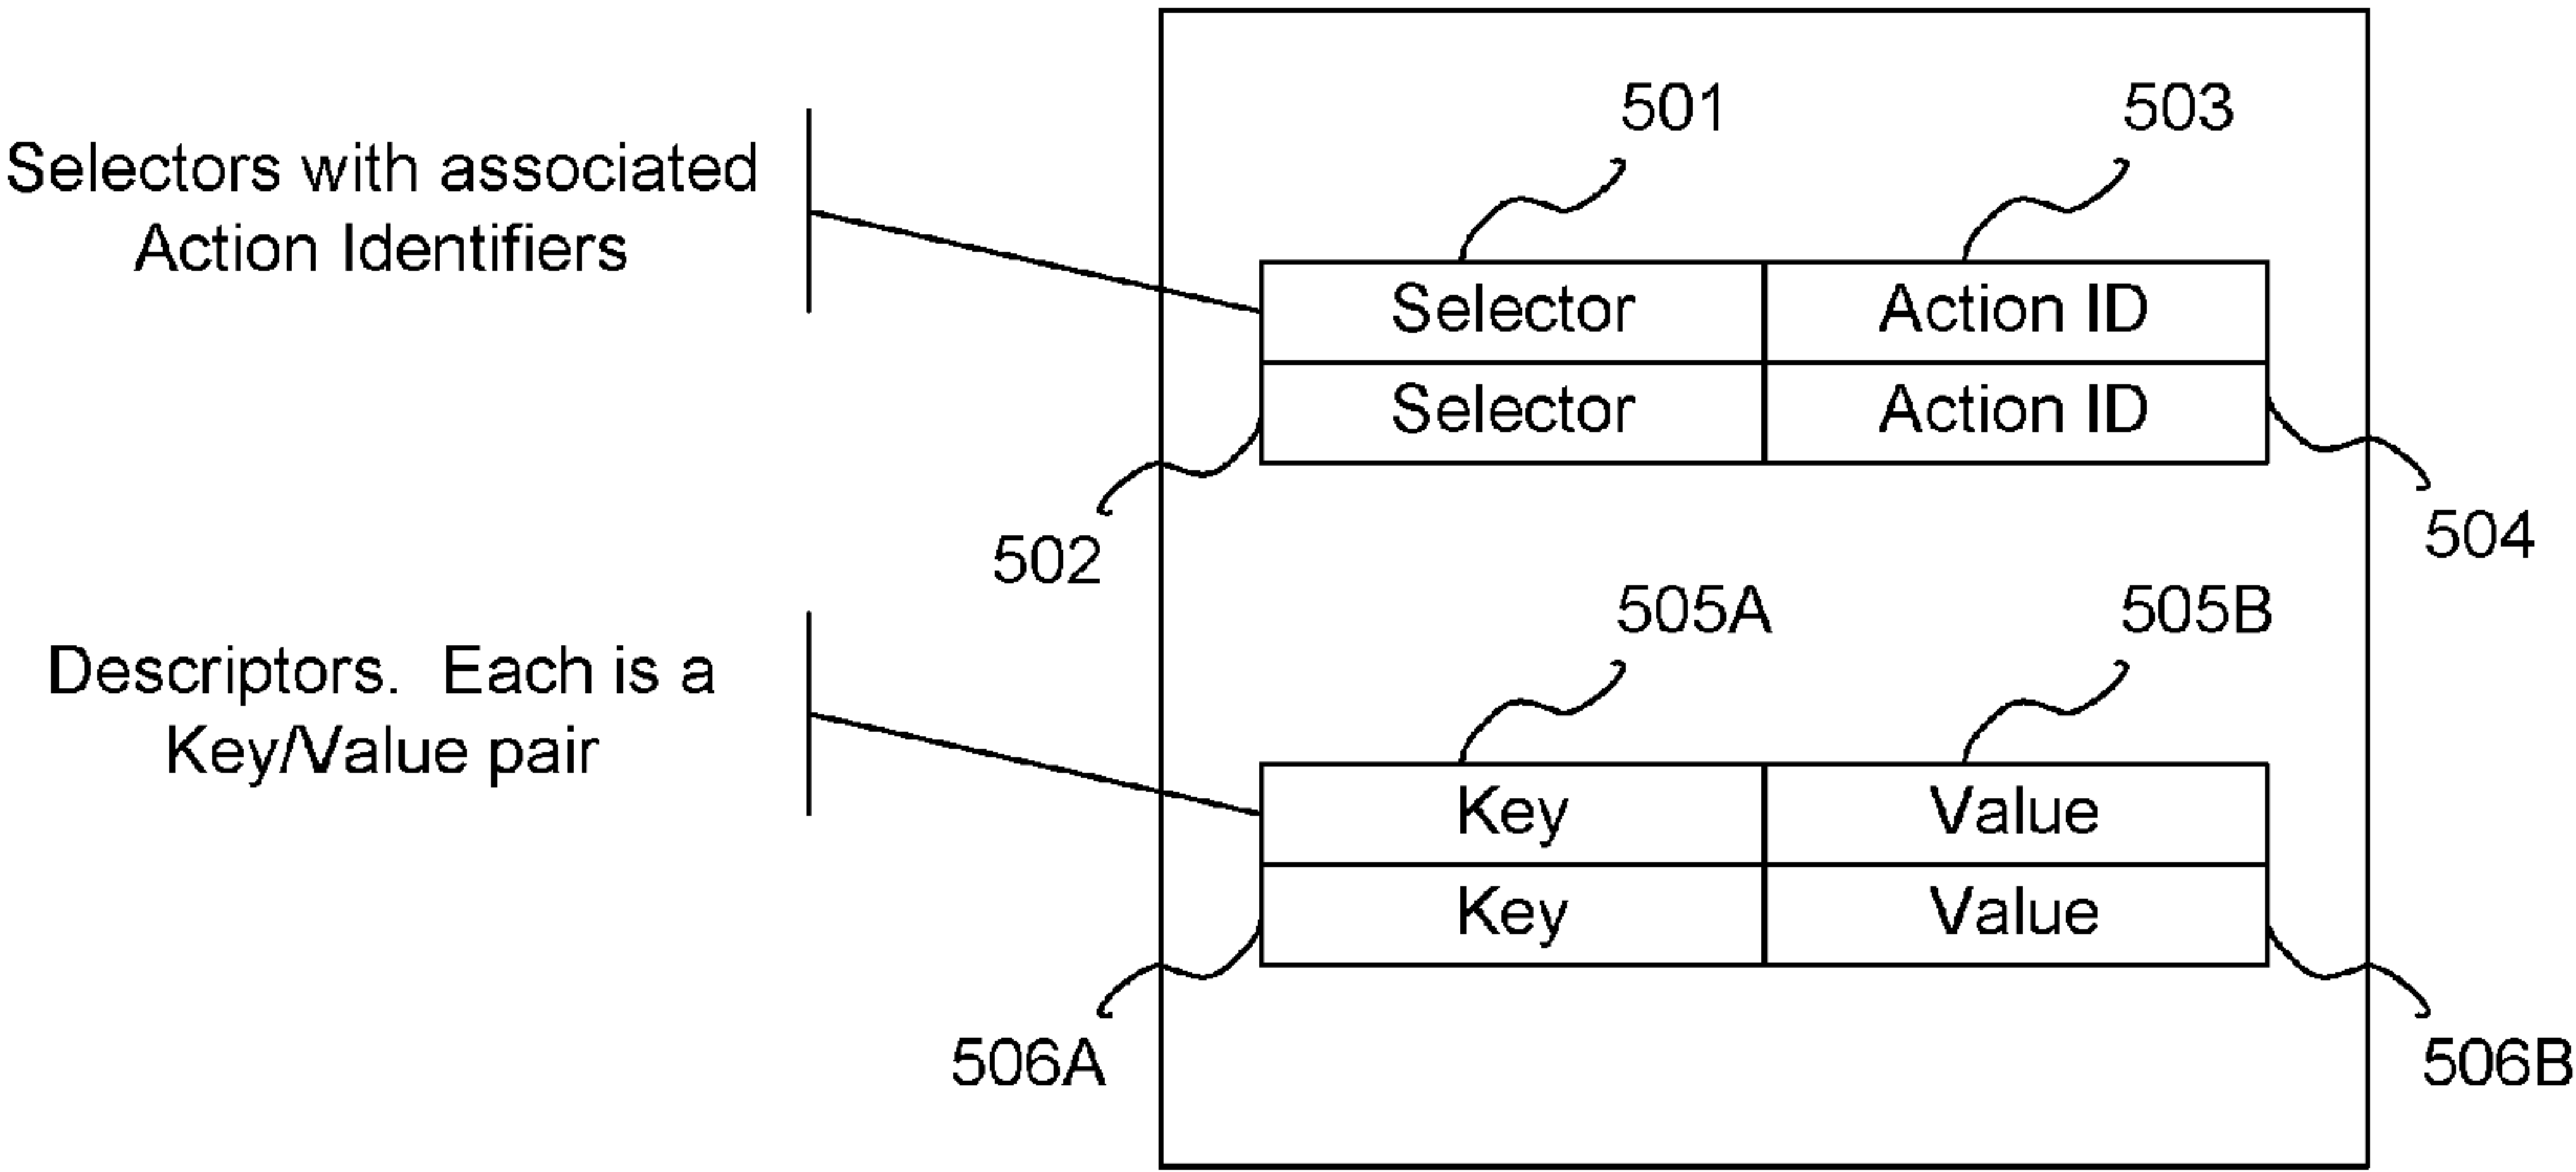 501
503
Selectors with associated
Action Identifiers
Selector Action ID
Selector Action ID
502
504
505A
505B
Descriptors. Each is a
Key/Value pair
Key Value
Key Value
506A
506B